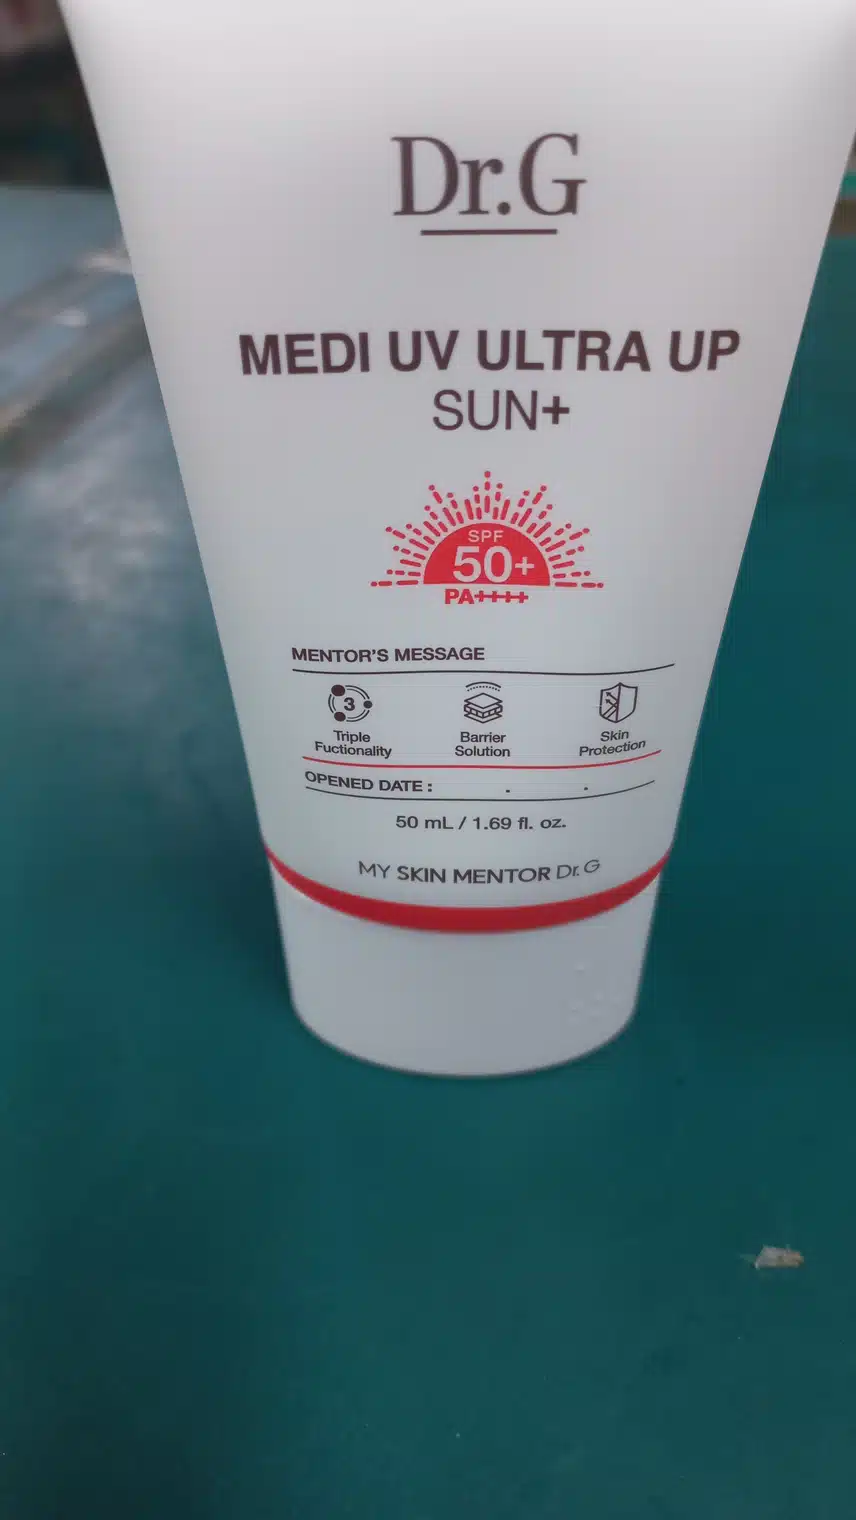 Dr.G
MEDI UV ULTRA UP
SUN+
SPF
50+
PA++++
MENTOR'S MESSAGE
3
Triple
Fuctionality
Barrier
Solution
Skin
Protection
OPENED DATE : . .
50 mL / 1.69 fl. oz.
MY SKIN MENTOR Dr.G